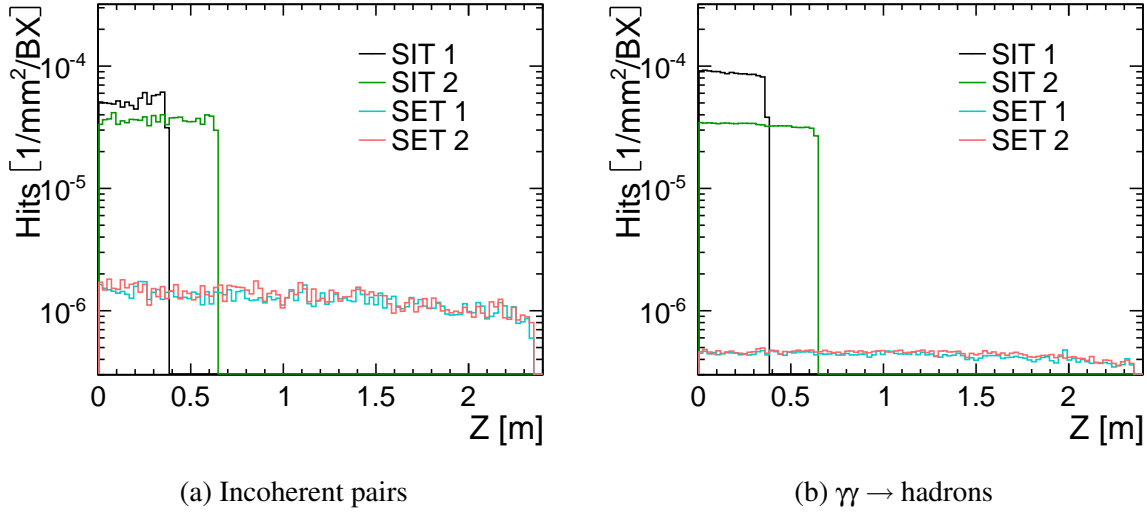 Hits [1/mm²/BX]
10⁻⁴
10⁻⁵
10⁻⁶
SIT 1
SIT 2
SET 1
SET 2
0 0.5 1 1.5 2
Z [m]
(a) Incoherent pairs
Hits [1/mm²/BX]
10⁻⁴
10⁻⁵
10⁻⁶
SIT 1
SIT 2
SET 1
SET 2
0 0.5 1 1.5 2
Z [m]
(b) γγ → hadrons